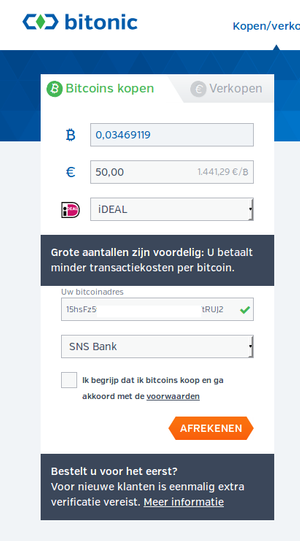 bitonic
Kopen/verko
Bitcoins kopen
Verkopen
0,03469119
€ 50,00 1.441,29 €/฿
iDEAL
Grote aantallen zijn voordelig: U betaalt
minder transactiekosten per bitcoin.
Uw bitcoinadres
15hsFz5 tRUJ2
SNS Bank
Ik begrijp dat ik bitcoins koop en ga
akkoord met de voorwaarden
AFREKENEN
Bestelt u voor het eerst?
Voor nieuwe klanten is eenmalig extra
verificatie vereist. Meer informatie